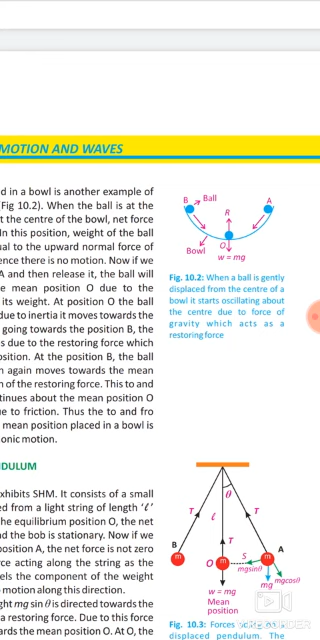 MOTION AND WAVES
d in a bowl is another example of
(Fig 10.2). When the ball is at the
t the centre of the bowl, net force
In this position, weight of the ball
ual to the upward normal force of
ence there is no motion. Now if we
A and then release it, the ball will
e mean position O due to the
its weight. At position O the ball
due to inertia it moves towards the
going towards the position B, the
s due to the restoring force which
osition. At the position B, the ball
n again moves towards the mean
n of the restoring force. This to and
tinues about the mean position O
ue to friction. Thus the to and fro
mean position placed in a bowl is
onic motion.
NDULUM
xhibits SHM. It consists of a small
ed from a light string of length 'ℓ'
he equilibrium position O, the net
nd the bob is stationary. Now if we
osition A, the net force is not zero
rce acting along the string as the
els the component of the weight
o motion along this direction.
ght mg sin θ is directed towards the
a restoring force. Due to this force
ards the mean position O. At O, the
B Ball A
R
Bowl O
w = mg
Fig. 10.2: When a ball is gently
displaced from the centre of a
bowl it starts oscillating about
the centre due to force of
gravity which acts as a
restoring force
θ
T ℓ T
T
B A
m O m S m
mgsinθ
mg mgcosθ
w = mg
Mean
position
RECORDER
Fig. 10.3: Forces
displaced pendulum. The